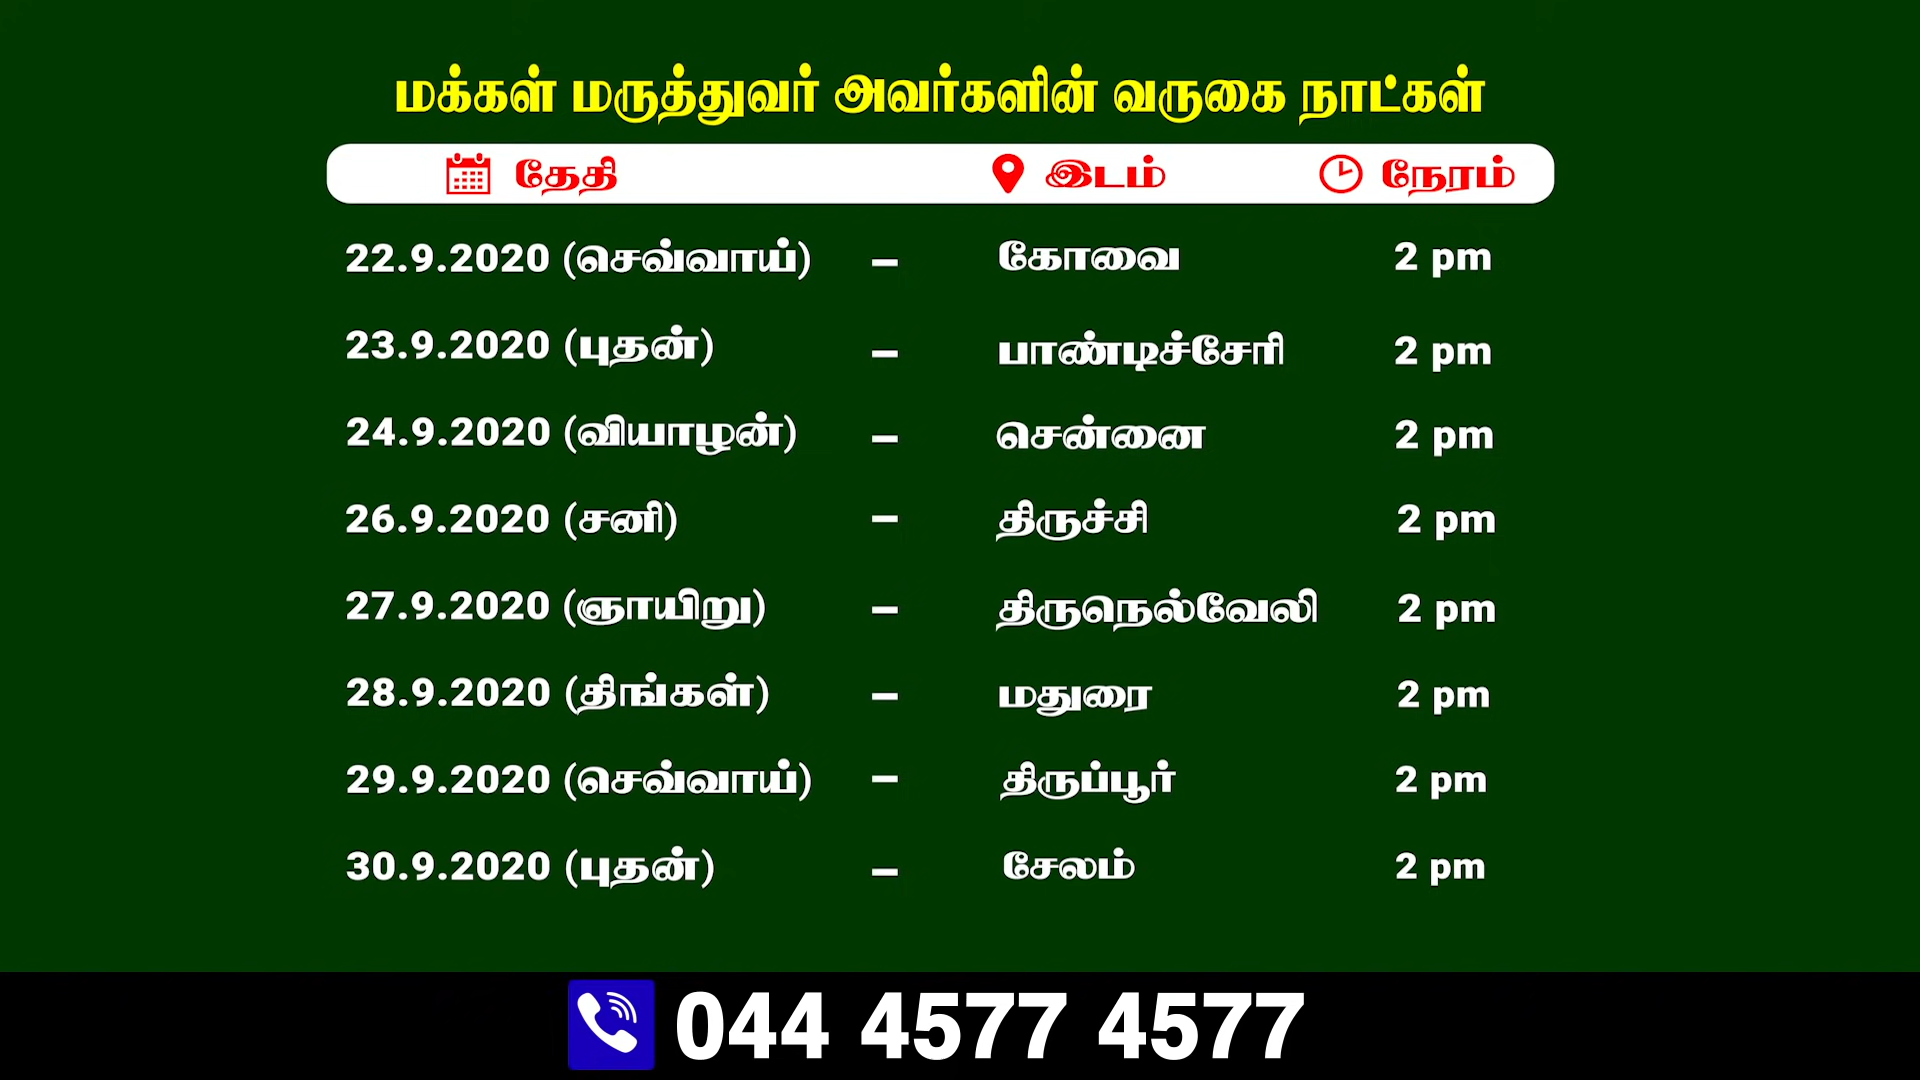 மக்கள் மருத்துவர் அவர்களின் வருகை நாட்கள்
தேதி இடம் நேரம்
22.9.2020 (செவ்வாய்) – கோவை 2 pm
23.9.2020 (புதன்) – பாண்டிச்சேரி 2 pm
24.9.2020 (வியாழன்) – சென்னை 2 pm
26.9.2020 (சனி) – திருச்சி 2 pm
27.9.2020 (ஞாயிறு) – திருநெல்வேலி 2 pm
28.9.2020 (திங்கள்) – மதுரை 2 pm
29.9.2020 (செவ்வாய்) – திருப்பூர் 2 pm
30.9.2020 (புதன்) – சேலம் 2 pm
044 4577 4577